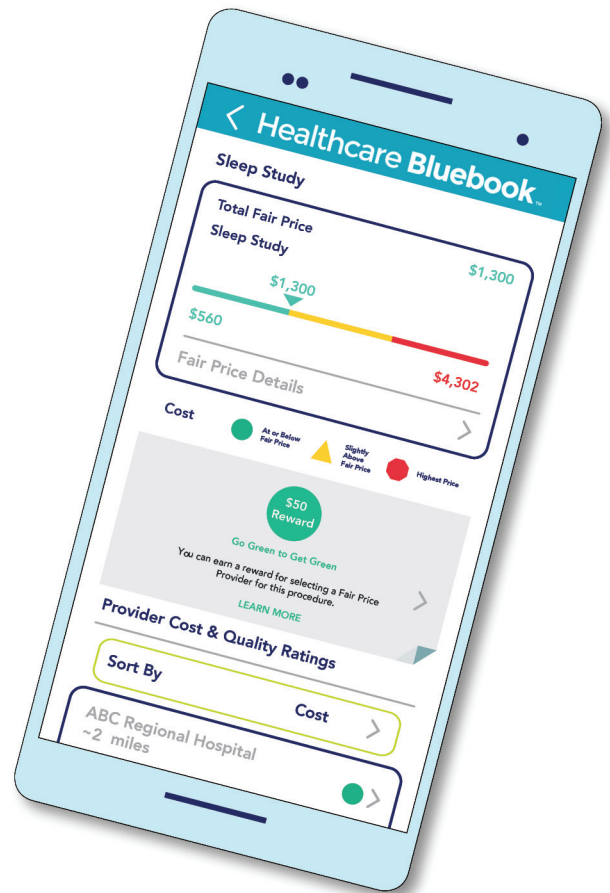 Healthcare Bluebook™
Sleep Study
Total Fair Price
Sleep Study
$1,300
$1,300
$560
$4,302
Fair Price Details
Cost
At or Below
Fair Price
Slightly
Above
Fair Price
Highest Price
$50
Reward
Go Green to Get Green
You can earn a reward for selecting a Fair Price
Provider for this procedure.
LEARN MORE
Provider Cost & Quality Ratings
Sort By
Cost
ABC Regional Hospital
~2 miles